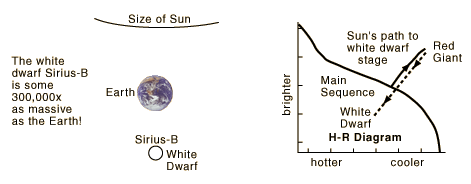 Size of Sun
The white
dwarf Sirius-B
is some
300,000x
as massive
as the Earth!
Earth
Sirius-B
White
Dwarf
Sun's path to
white dwarf
stage
Red
Giant
Main
Sequence
White
Dwarf
H-R Diagram
brighter
hotter
cooler